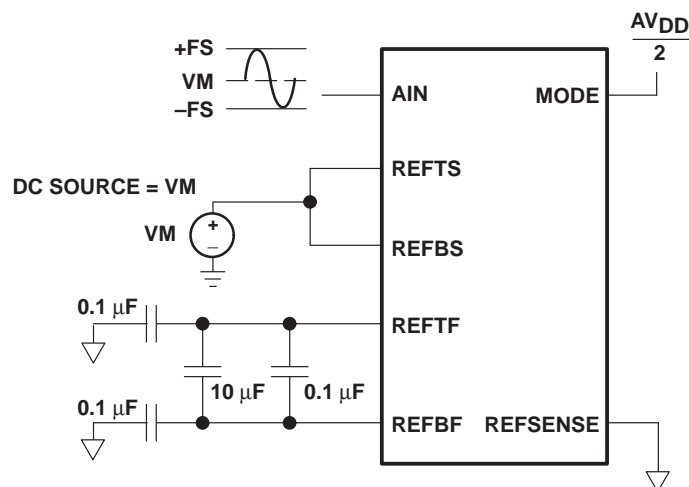 +FS
VM
–FS
AIN
MODE
AVDD
2
DC SOURCE = VM
REFTS
VM
+
–
REFBS
0.1 μF
REFTF
10 μF
0.1 μF
0.1 μF
REFBF
REFSENSE